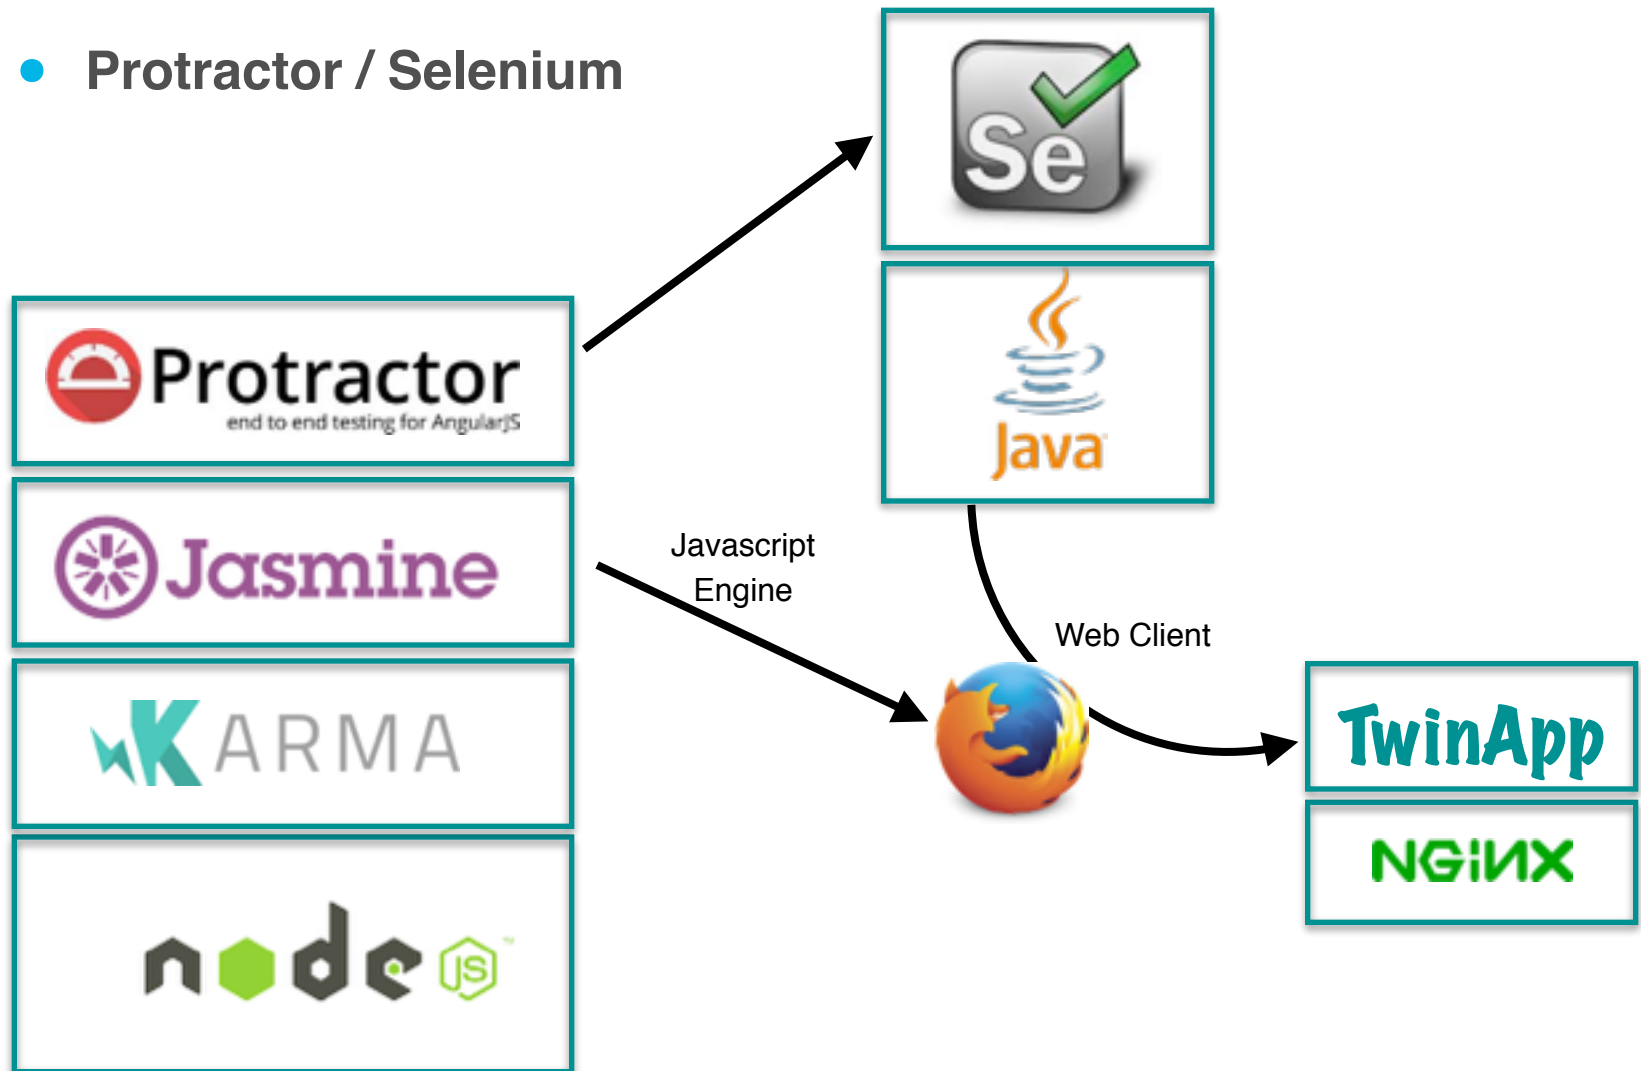 Protractor / Selenium
Se
Java
Protractor
end to end testing for AngularJS
Jasmine
Javascript
Engine
Web Client
KARMA
TwinApp
NGiNX
node JS